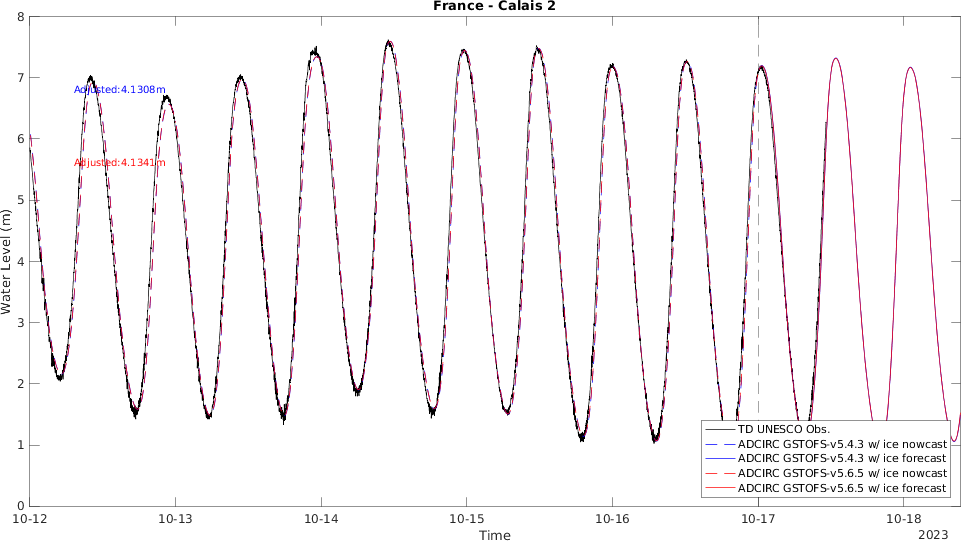 France - Calais 2
8
7
6
5
4
3
2
1
0
Water Level (m)
Adjusted:4.1308m
Adjusted:4.1341m
TD UNESCO Obs.
ADCIRC GSTOFS-v5.4.3 w/ ice nowcast
ADCIRC GSTOFS-v5.4.3 w/ ice forecast
ADCIRC GSTOFS-v5.6.5 w/ ice nowcast
ADCIRC GSTOFS-v5.6.5 w/ ice forecast
10-12 10-13 10-14 10-15 10-16 10-17 10-18
Time
2023